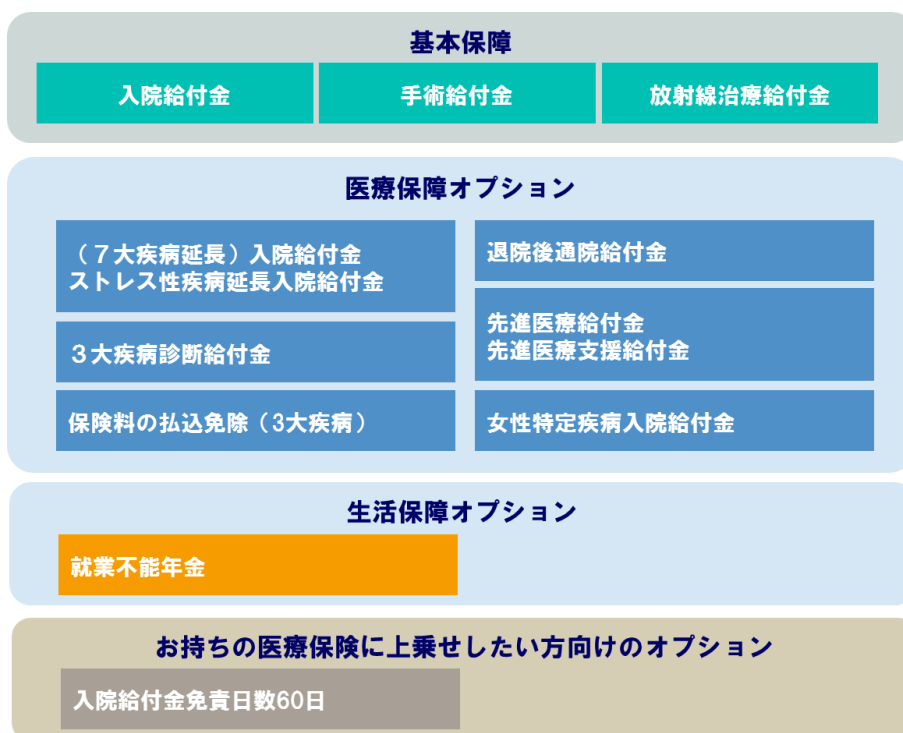 基本保障
入院給付金
手術給付金
放射線治療給付金
医療保障オプション
（７大疾病延長）入院給付金
ストレス性疾病延長入院給付金
３大疾病診断給付金
保険料の払込免除（3大疾病）
退院後通院給付金
先進医療給付金
先進医療支援給付金
女性特定疾病入院給付金
生活保障オプション
就業不能年金
お持ちの医療保険に上乗せしたい方向けのオプション
入院給付金免責日数60日